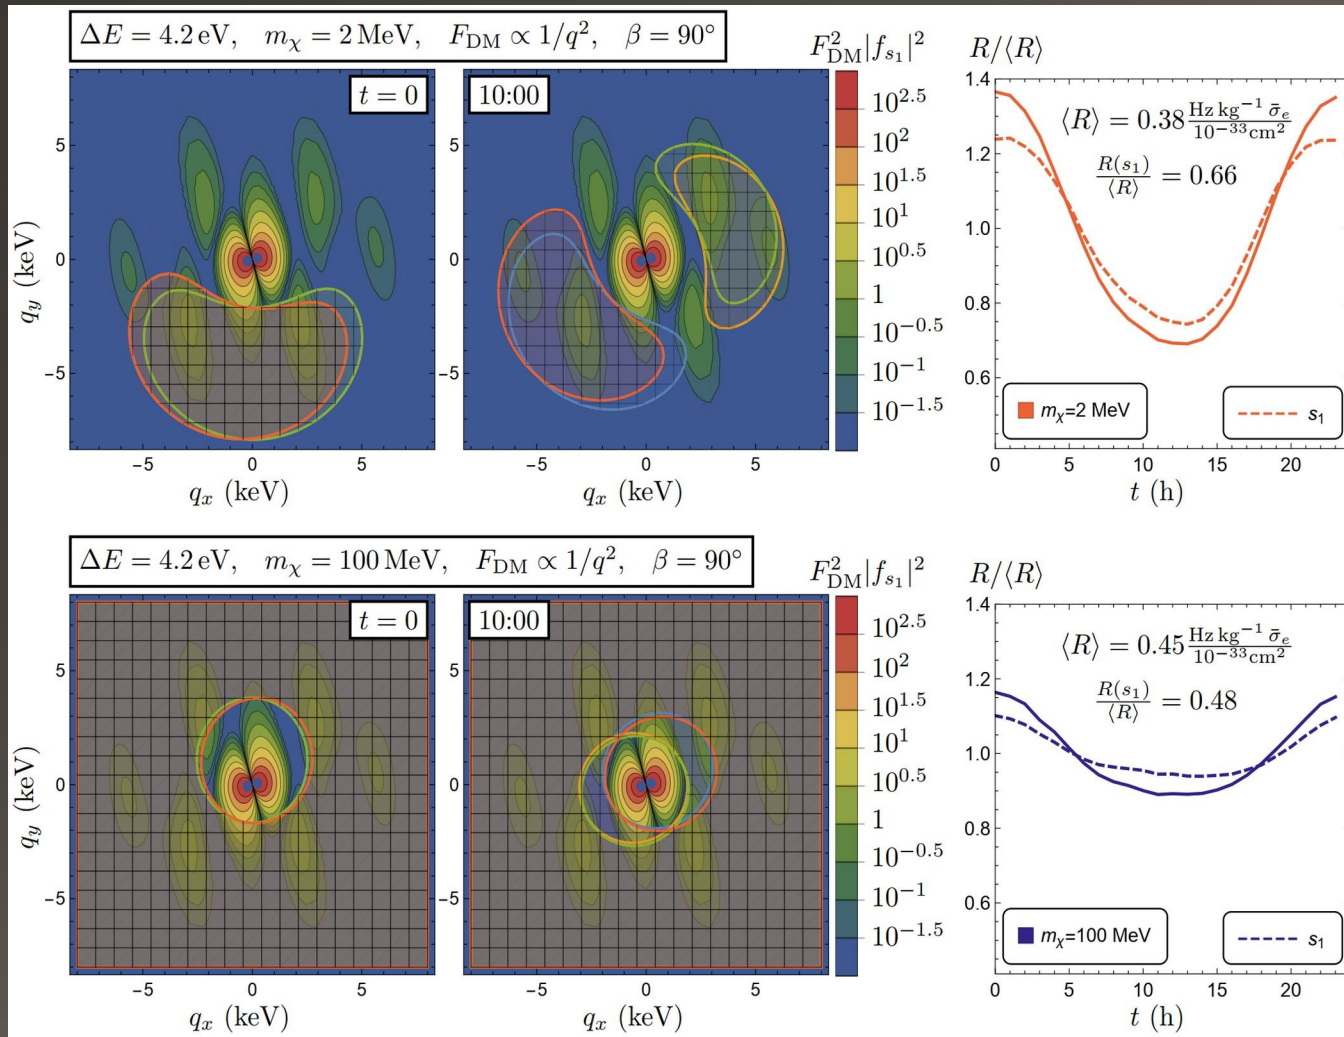 ΔE = 4.2 eV, m_χ = 2 MeV, F_DM ∝ 1/q², β = 90°
t = 0
10:00
q_y (keV)
5
0
−5
−5 0 5
q_x (keV)
−5 0 5
q_x (keV)
5
0
−5
F²_DM|f_s₁|²
10^2.5
10^2
10^1.5
10^1
10^0.5
1
10^−0.5
10^−1
10^−1.5
R/⟨R⟩
1.4
1.2
1.0
0.8
0.6
⟨R⟩ = 0.38 Hz kg⁻¹ σ̄_e / 10⁻³³cm²
R(s₁)/⟨R⟩ = 0.66
m_χ=2 MeV
s₁
0 5 10 15 20
t (h)
ΔE = 4.2 eV, m_χ = 100 MeV, F_DM ∝ 1/q², β = 90°
t = 0
10:00
q_y (keV)
5
0
−5
−5 0 5
q_x (keV)
5
0
−5
−5 0 5
q_x (keV)
F²_DM|f_s₁|²
10^2.5
10^2
10^1.5
10^1
10^0.5
1
10^−0.5
10^−1
10^−1.5
R/⟨R⟩
1.4
1.2
1.0
0.8
0.6
⟨R⟩ = 0.45 Hz kg⁻¹ σ̄_e / 10⁻³³cm²
R(s₁)/⟨R⟩ = 0.48
m_χ=100 MeV
s₁
0 5 10 15 20
t (h)